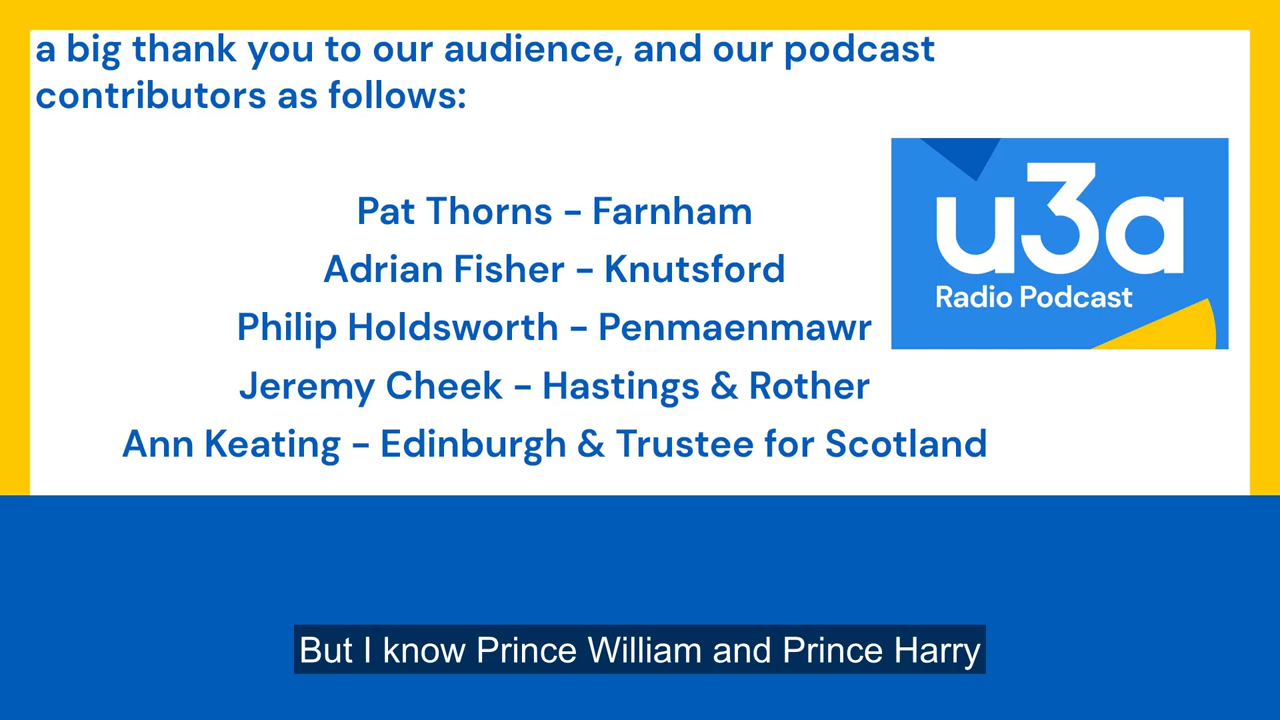 a big thank you to our audience, and our podcast
contributors as follows:
Pat Thorns – Farnham
Adrian Fisher – Knutsford
Philip Holdsworth – Penmaenmawr
Jeremy Cheek – Hastings & Rother
Ann Keating – Edinburgh & Trustee for Scotland
u3a
Radio Podcast
But I know Prince William and Prince Harry